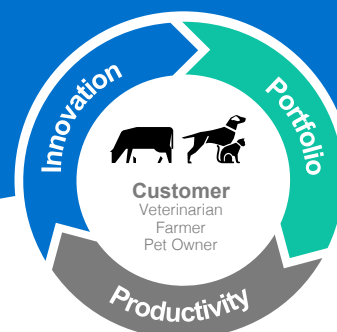 Innovation
Portfolio
Customer
Veterinarian
Farmer
Pet Owner
Productivity